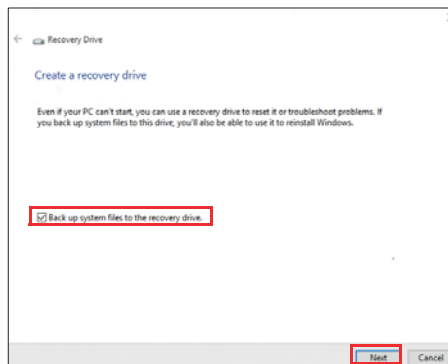 Recovery Drive
Create a recovery drive
Even if your PC can't start, you can use a recovery drive to reset it or troubleshoot problems. If
you back up system files to this drive, you'll also be able to use it to reinstall Windows.
Back up system files to the recovery drive.
Next Cancel